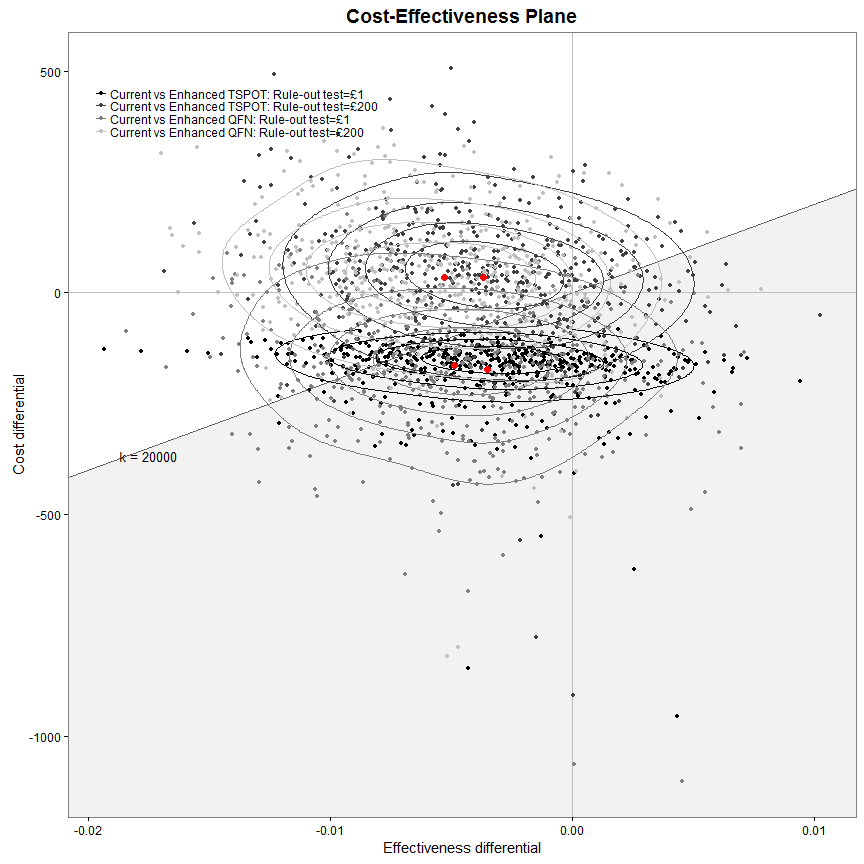 Cost-Effectiveness Plane
500
Current vs Enhanced TSPOT: Rule-out test=£1
Current vs Enhanced TSPOT: Rule-out test=£200
Current vs Enhanced QFN: Rule-out test=£1
Current vs Enhanced QFN: Rule-out test=£200
0
Cost differential
k = 20000
-500
-1000
-0.02
-0.01
0.00
0.01
Effectiveness differential